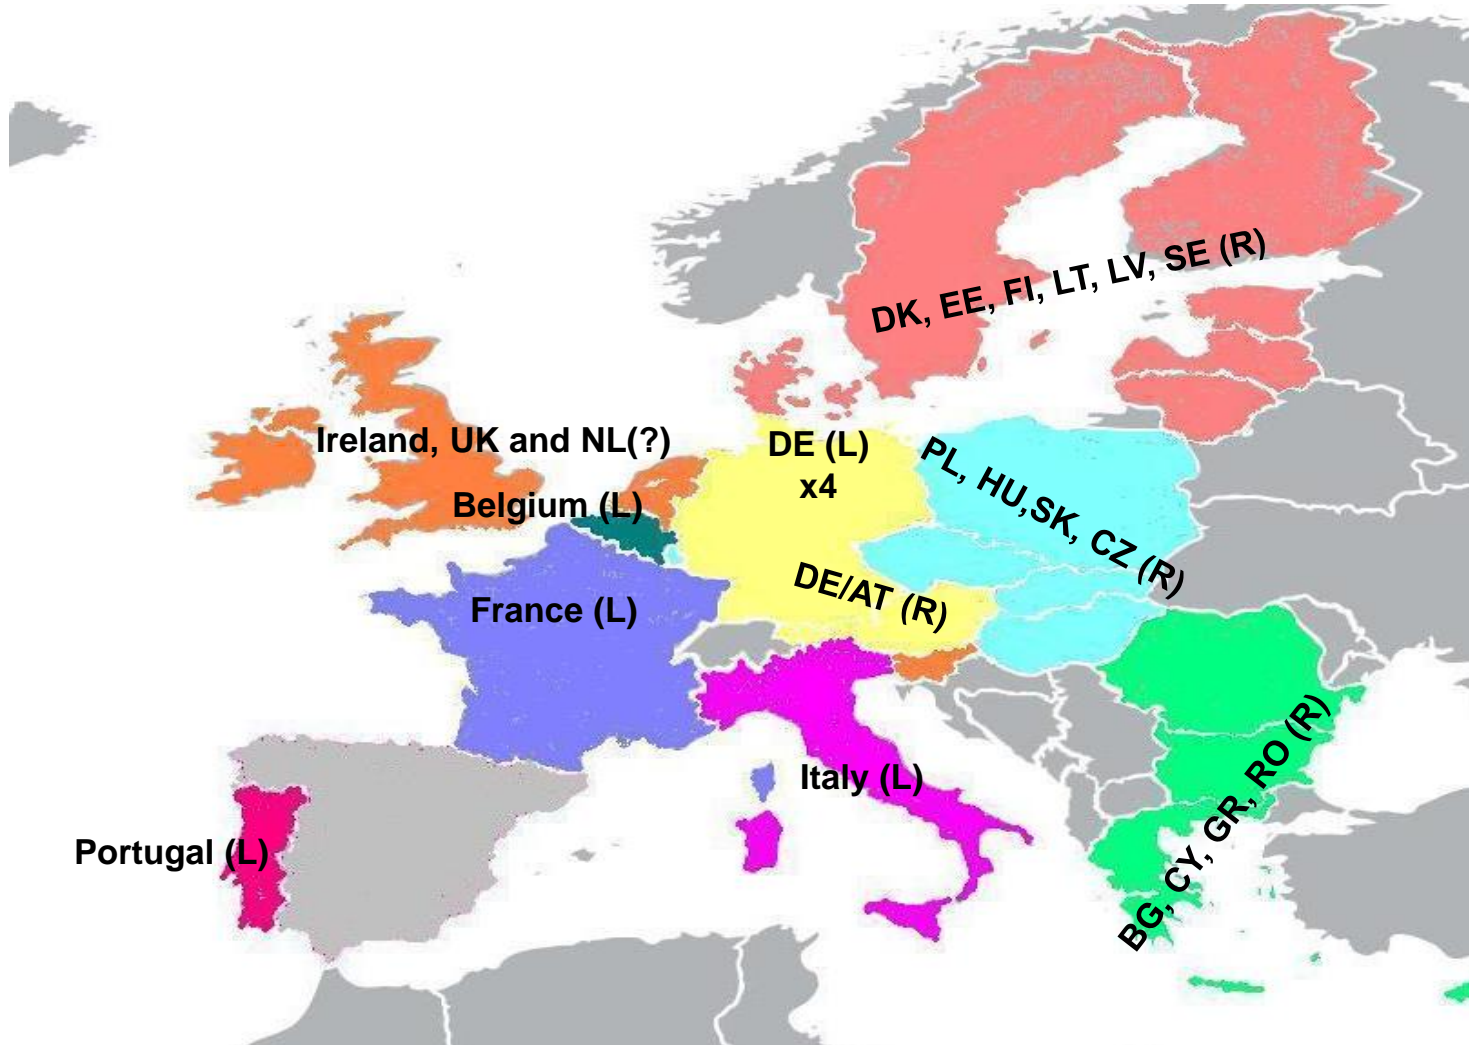 DK, EE, FI, LT, LV, SE (R)
Ireland, UK and NL(?)
DE (L)
x4
PL, HU,SK, CZ (R)
Belgium (L)
DE/AT (R)
France (L)
Italy (L)
BG, CY, GR, RO (R)
Portugal (L)